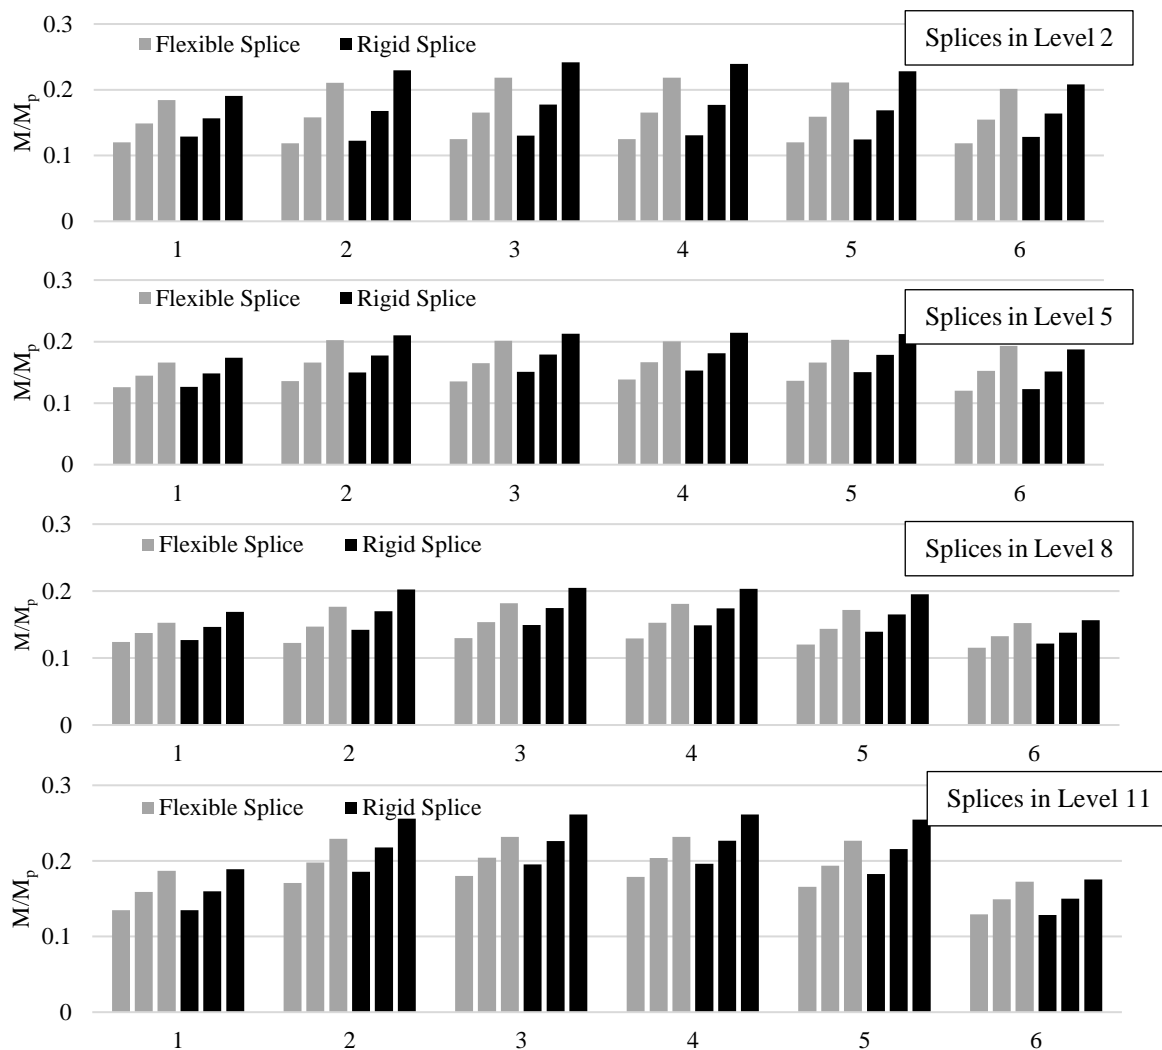 0.3
Flexible Splice Rigid Splice
Splices in Level 2
0.2
M/Mp
0.1
0
1 2 3 4 5 6
0.3
Flexible Splice Rigid Splice
Splices in Level 5
0.2
M/Mp
0.1
0
1 2 3 4 5 6
0.3
Flexible Splice Rigid Splice
Splices in Level 8
0.2
M/Mp
0.1
0
1 2 3 4 5 6
0.3
Flexible Splice Rigid Splice
Splices in Level 11
0.2
M/Mp
0.1
0
1 2 3 4 5 6